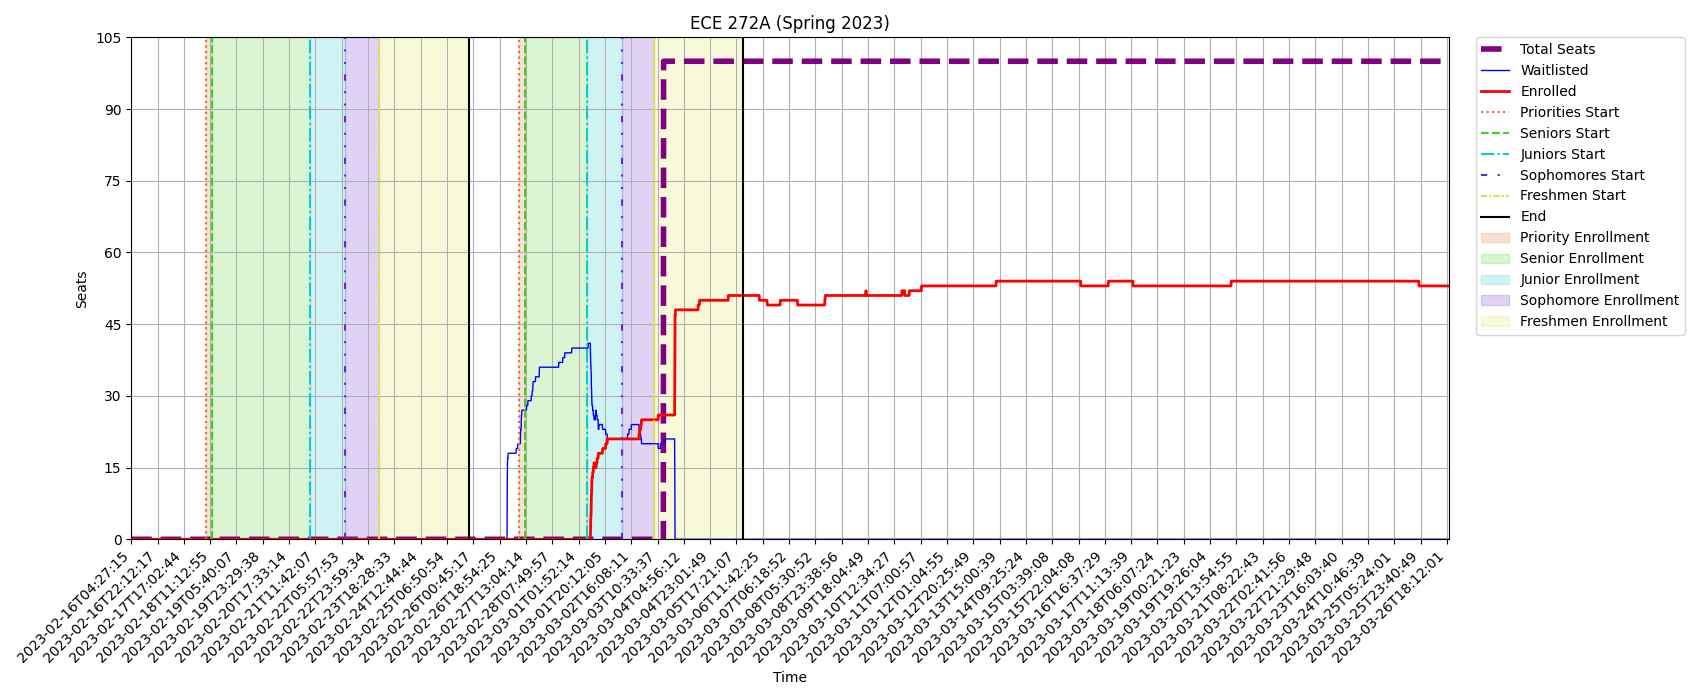 ECE 272A (Spring 2023)
105
90
75
60
45
30
15
0
Seats
Total Seats
Waitlisted
Enrolled
Priorities Start
Seniors Start
Juniors Start
Sophomores Start
Freshmen Start
End
Priority Enrollment
Senior Enrollment
Junior Enrollment
Sophomore Enrollment
Freshmen Enrollment
2023-02-16T04:27:15
2023-02-16T22:12:17
2023-02-17T17:02:44
2023-02-18T11:12:55
2023-02-19T05:40:07
2023-02-19T23:29:38
2023-02-20T17:33:14
2023-02-21T11:42:07
2023-02-22T05:57:53
2023-02-22T23:59:34
2023-02-23T18:28:33
2023-02-24T12:44:44
2023-02-25T06:50:54
2023-02-26T00:45:17
2023-02-26T18:54:25
2023-02-27T13:04:14
2023-02-28T07:49:57
2023-03-01T01:52:14
2023-03-01T20:12:05
2023-03-02T16:08:11
2023-03-03T10:33:37
2023-03-04T04:56:12
2023-03-04T23:01:49
2023-03-05T17:21:07
2023-03-06T11:42:25
2023-03-07T06:18:52
2023-03-08T05:30:52
2023-03-08T23:38:56
2023-03-09T18:04:49
2023-03-10T12:34:27
2023-03-11T07:00:57
2023-03-12T01:04:55
2023-03-12T20:25:49
2023-03-13T15:00:39
2023-03-14T09:25:24
2023-03-15T03:39:08
2023-03-15T22:04:08
2023-03-16T16:37:29
2023-03-17T11:13:39
2023-03-18T06:07:24
2023-03-19T00:21:23
2023-03-19T19:26:04
2023-03-20T13:54:55
2023-03-21T08:22:43
2023-03-22T02:41:56
2023-03-22T21:29:48
2023-03-23T16:03:40
2023-03-24T10:46:39
2023-03-25T05:24:01
2023-03-25T23:40:49
2023-03-26T18:12:01
Time